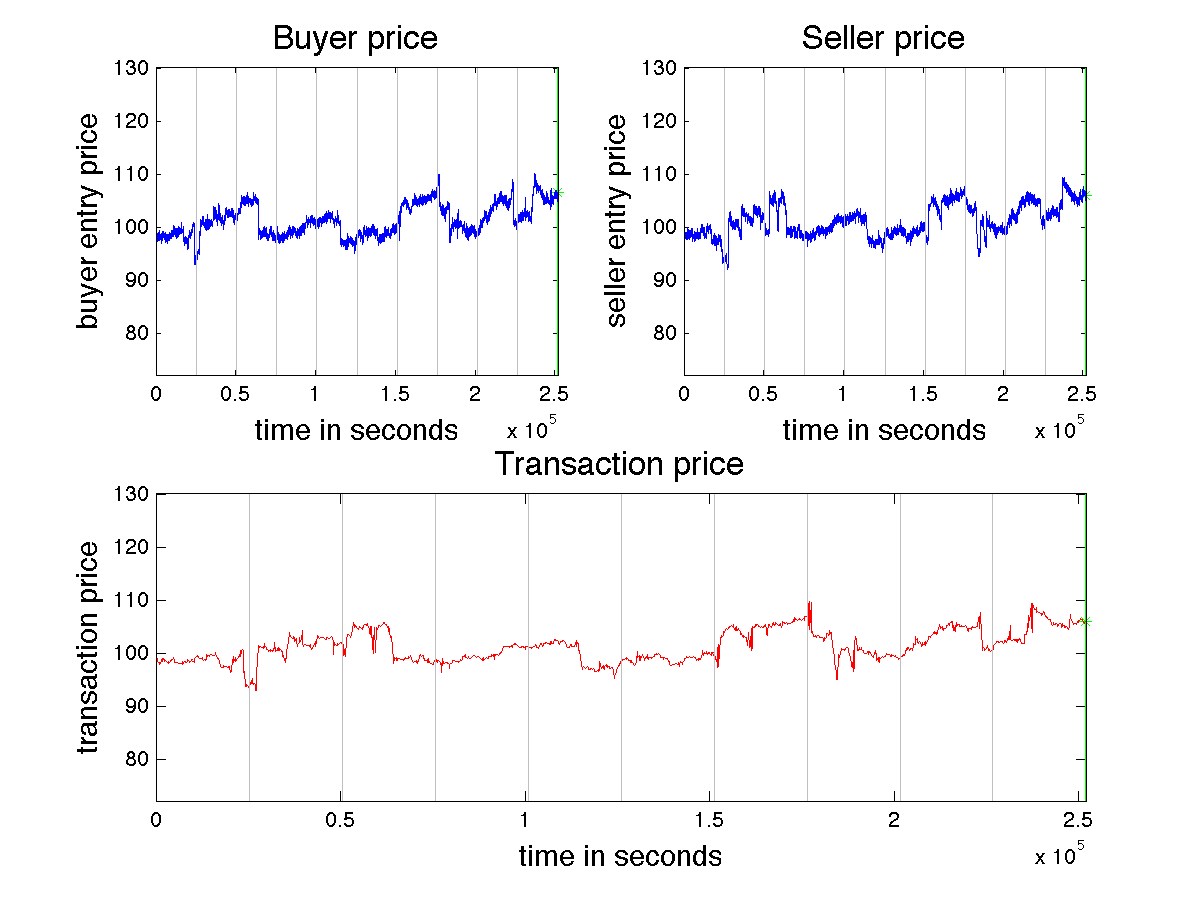 Buyer price
130
120
110
100
90
80
buyer entry price
0 0.5 1 1.5 2 2.5
x 10^5
time in seconds
Seller price
130
120
110
100
90
80
seller entry price
0 0.5 1 1.5 2 2.5
x 10^5
time in seconds
Transaction price
130
120
110
100
90
80
transaction price
0 0.5 1 1.5 2 2.5
x 10^5
time in seconds